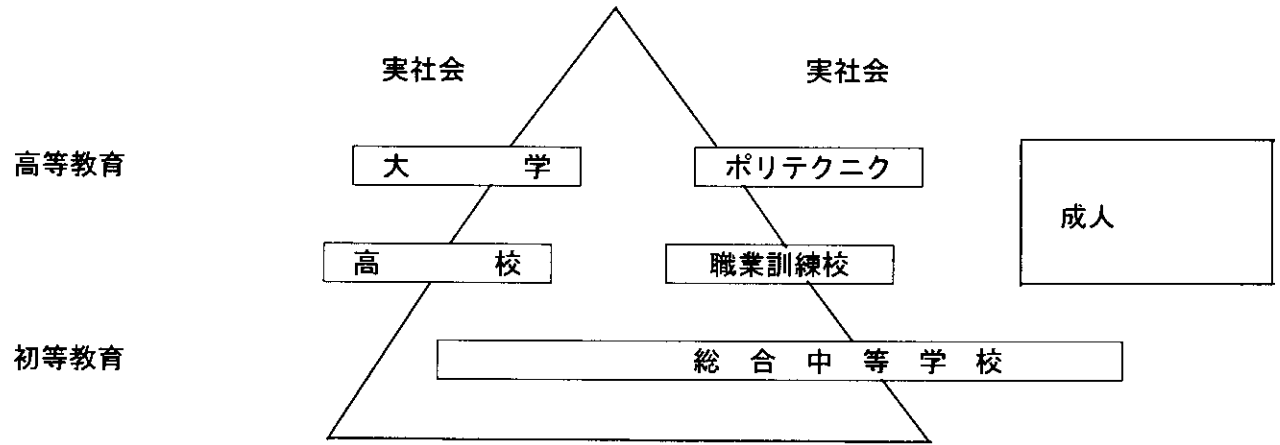 実社会 実社会
高等教育 大学 ポリテクニク
成人
高校 職業訓練校
初等教育 総合中等学校